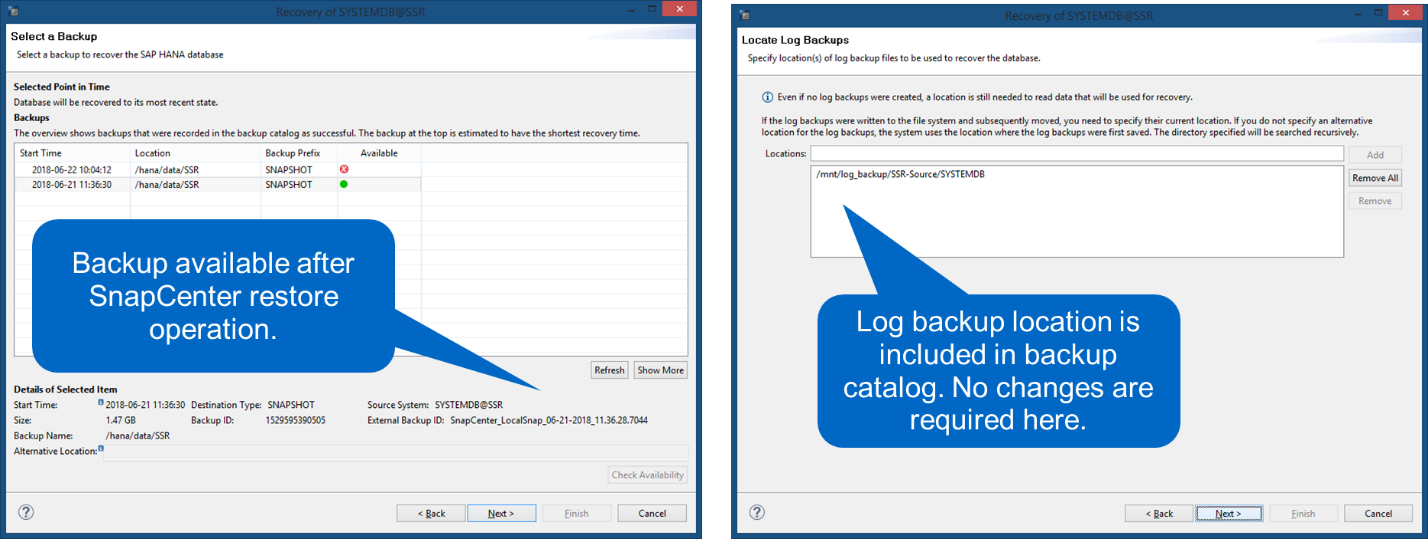 Recovery of SYSTEMDB@SSR
Select a Backup
Select a backup to recover the SAP HANA database
Selected Point in Time
Database will be recovered to its most recent state.
Backups
The overview shows backups that were recorded in the backup catalog as successful. The backup at the top is estimated to have the shortest recovery time.
Start Time Location Backup Prefix Available
2018-06-22 10:04:12 /hana/data/SSR SNAPSHOT
2018-06-21 11:36:30 /hana/data/SSR SNAPSHOT
Backup available after
SnapCenter restore
operation.
Refresh Show More
Details of Selected Item
Start Time: 2018-06-21 11:36:30 Destination Type: SNAPSHOT Source System: SYSTEMDB@SSR
Size: 1.47 GB Backup ID: 1529595390505 External Backup ID: SnapCenter_LocalSnap_06-21-2018_11.36.28.7044
Backup Name: /hana/data/SSR
Alternative Location:
Check Availability
< Back Next > Finish Cancel
Recovery of SYSTEMDB@SSR
Locate Log Backups
Specify location(s) of log backup files to be used to recover the database.
Even if no log backups were created, a location is still needed to read data that will be used for recovery.
If the log backups were written to the file system and subsequently moved, you need to specify their current location. If you do not specify an alternative
location for the log backups, the system uses the location where the log backups were first saved. The directory specified will be searched recursively.
Locations: Add
/mnt/log_backup/SSR-Source/SYSTEMDB
Remove All
Remove
Log backup location is
included in backup
catalog. No changes are
required here.
< Back Next > Finish Cancel